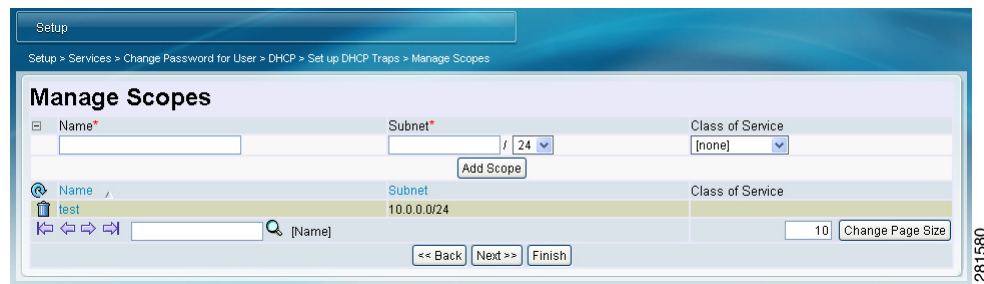 Setup
Setup > Services > Change Password for User > DHCP > Set up DHCP Traps > Manage Scopes
Manage Scopes
Name* Subnet* Class of Service
/ 24 [none]
Add Scope
Name Subnet Class of Service
test 10.0.0.0/24
[Name] 10 Change Page Size
<< Back Next >> Finish
281580